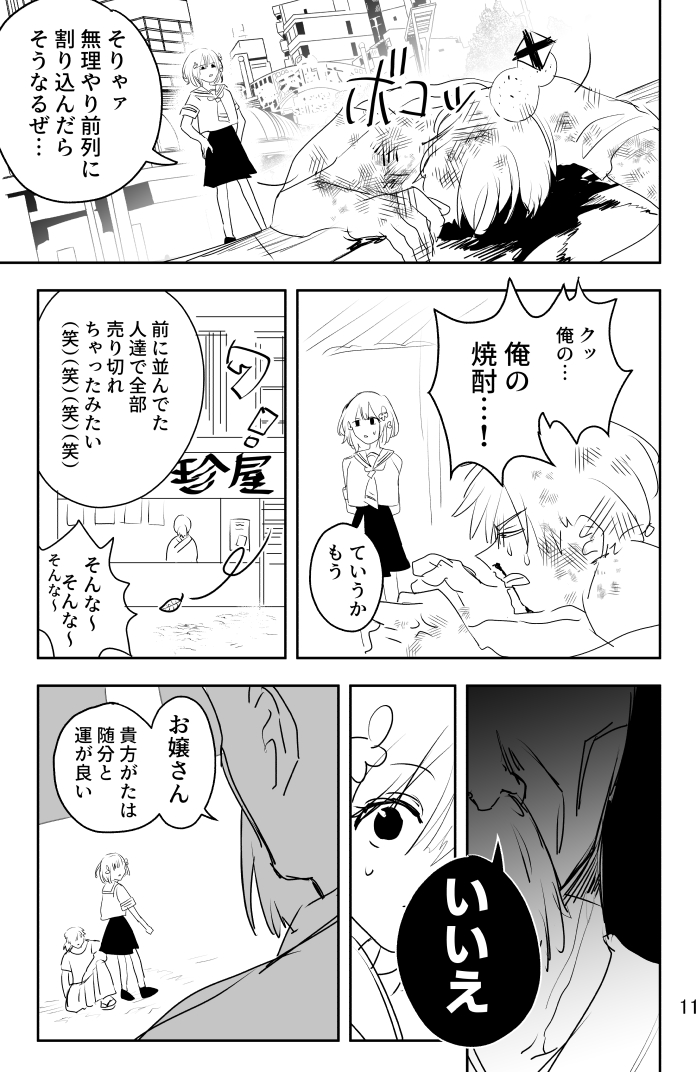 そりゃァ
無理やり前列に
割り込んだら
そうなるぜ…
ボコッ
クッ
俺の…
俺の
焼酎…！
ていうか
もう
前に並んでた
人達で全部
売り切れ
ちゃったみたい
（笑）（笑）（笑）（笑）
ワ！
珍屋
そんな～
そんな～
そんな～
いいえ
お嬢さん
貴方がたは
随分と
運が良い
11